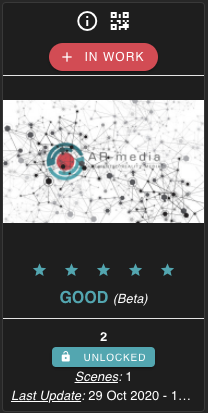 + IN WORK
AR media
GOOD (Beta)
2
UNLOCKED
Scenes: 1
Last Update: 29 Oct 2020 - 1...